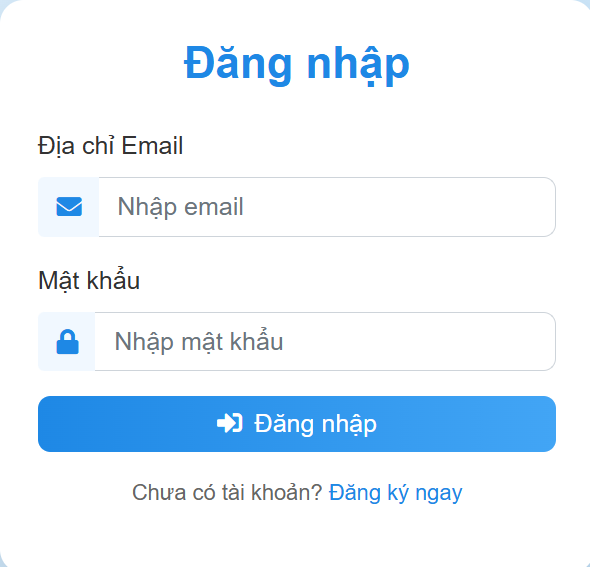 Đăng nhập
Địa chỉ Email
Nhập email
Mật khẩu
Nhập mật khẩu
Đăng nhập
Chưa có tài khoản? Đăng ký ngay